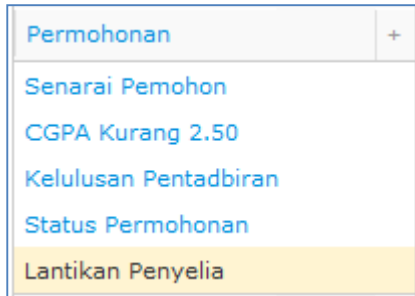 Permohonan +
Senarai Pemohon
CGPA Kurang 2.50
Kelulusan Pentadbiran
Status Permohonan
Lantikan Penyelia